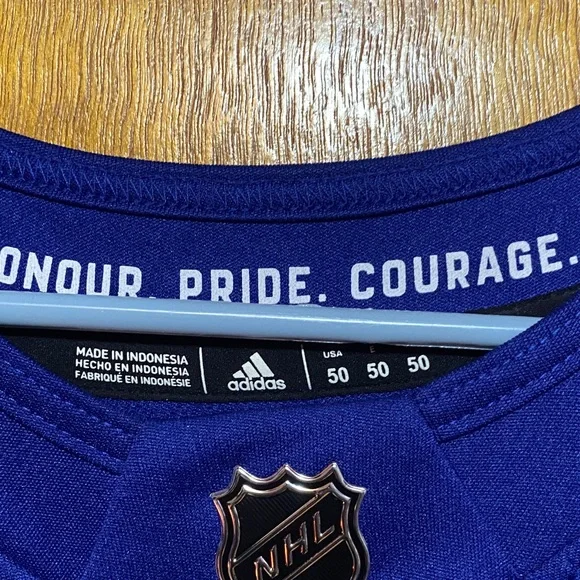 ONOUR. PRIDE. COURAGE.
MADE IN INDONESIA
HECHO EN INDONESIA
FABRIQUÉ EN INDONÉSIE
adidas
USA
50 50 50
NHL